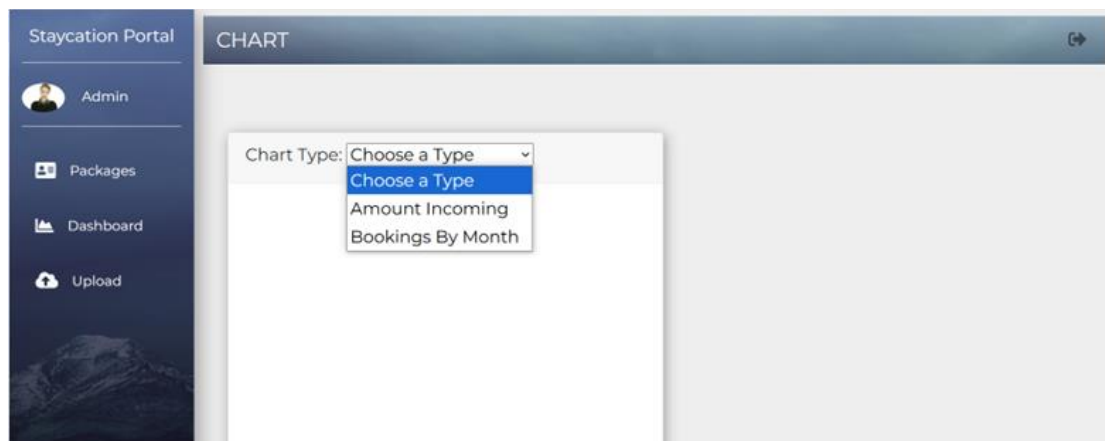 Staycation Portal
CHART
Admin
Packages
Dashboard
Upload
Chart Type: Choose a Type
Choose a Type
Amount Incoming
Bookings By Month